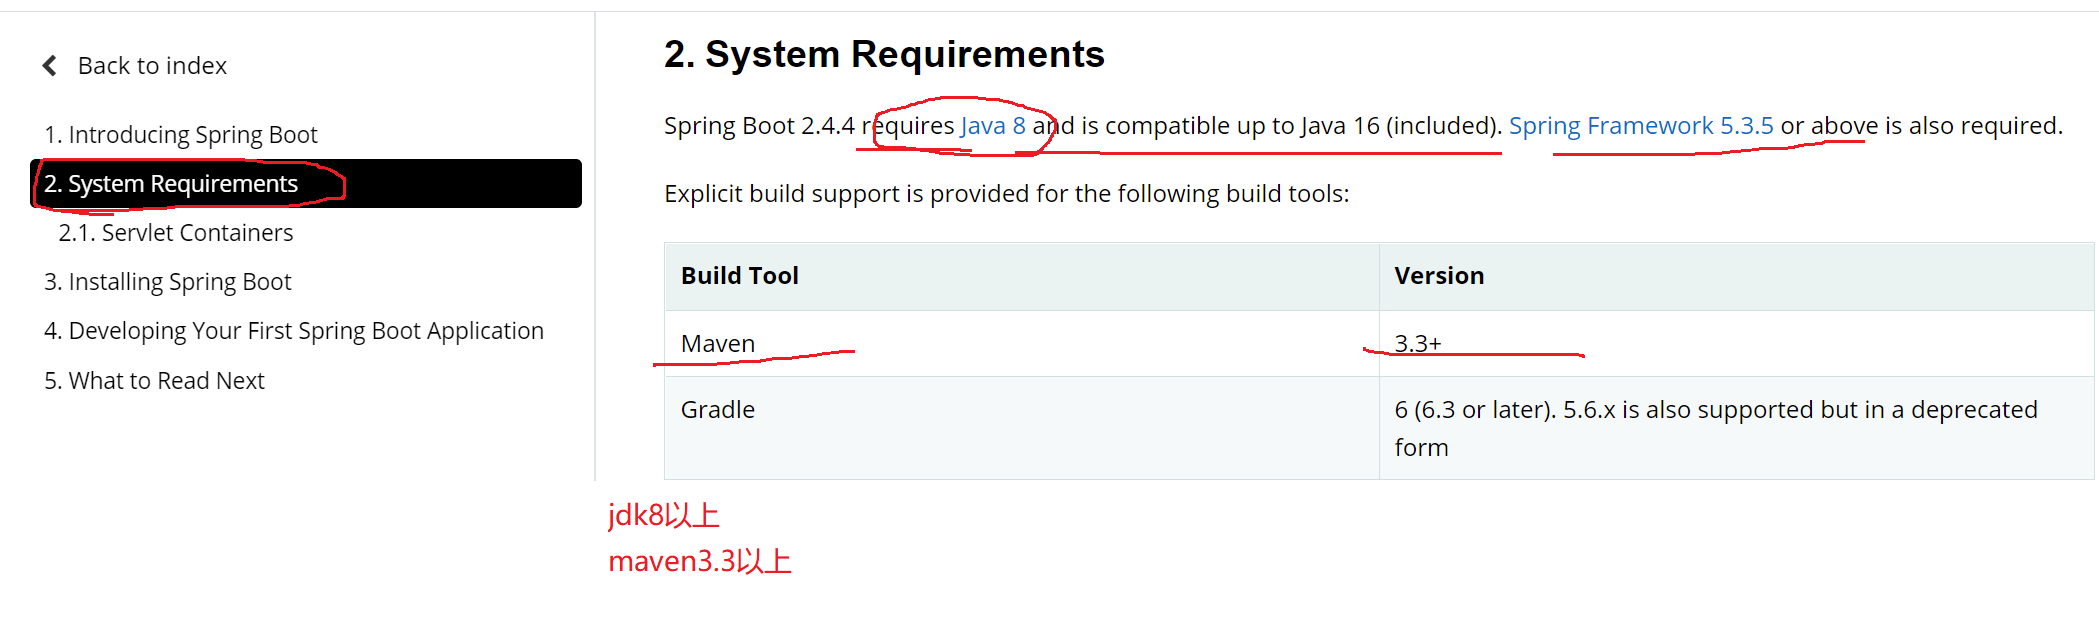 Back to index
1. Introducing Spring Boot
2. System Requirements
2.1. Servlet Containers
3. Installing Spring Boot
4. Developing Your First Spring Boot Application
5. What to Read Next
2. System Requirements
Spring Boot 2.4.4 requires Java 8 and is compatible up to Java 16 (included). Spring Framework 5.3.5 or above is also required.
Explicit build support is provided for the following build tools:
Build Tool Version
Maven 3.3+
Gradle 6 (6.3 or later). 5.6.x is also supported but in a deprecated
form
jdk8以上
maven3.3以上